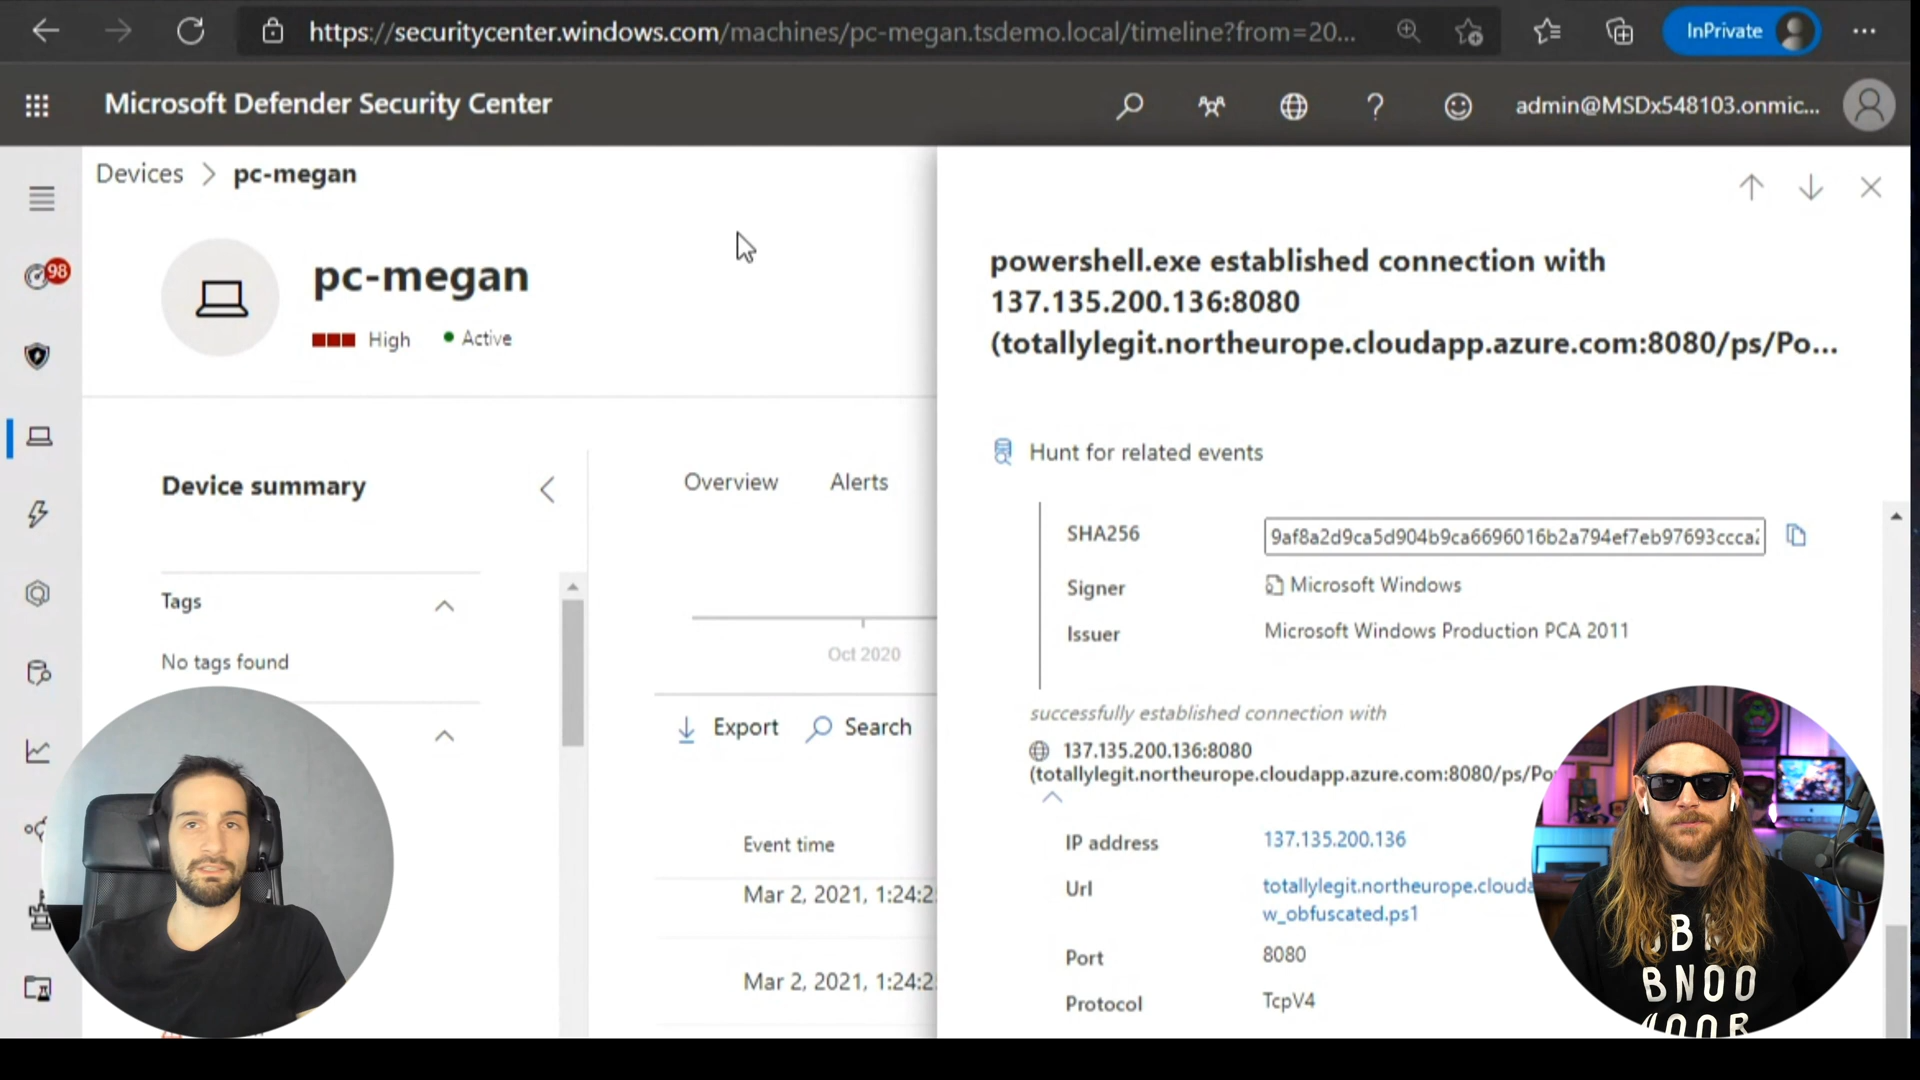 https://securitycenter.windows.com/machines/pc-megan.tsdemo.local/timeline?from=20...
InPrivate
Microsoft Defender Security Center
admin@MSDx548103.onmic...
Devices > pc-megan
98
pc-megan
High
Active
powershell.exe established connection with
137.135.200.136:8080
(totallylegit.northeurope.cloudapp.azure.com:8080/ps/Po...
Hunt for related events
Device summary
Overview
Alerts
Tags
No tags found
Oct 2020
Export
Search
Event time
Mar 2, 2021, 1:24:2
Mar 2, 2021, 1:24:2
SHA256
9af8a2d9ca5d904b9ca6696016b2a794ef7eb97693ccca
Signer
Microsoft Windows
Issuer
Microsoft Windows Production PCA 2011
successfully established connection with
137.135.200.136:8080
(totallylegit.northeurope.cloudapp.azure.com:8080/ps/Po
IP address
137.135.200.136
Url
totallylegit.northeurope.clouda
w_obfuscated.ps1
Port
8080
Protocol
TcpV4
BNOO